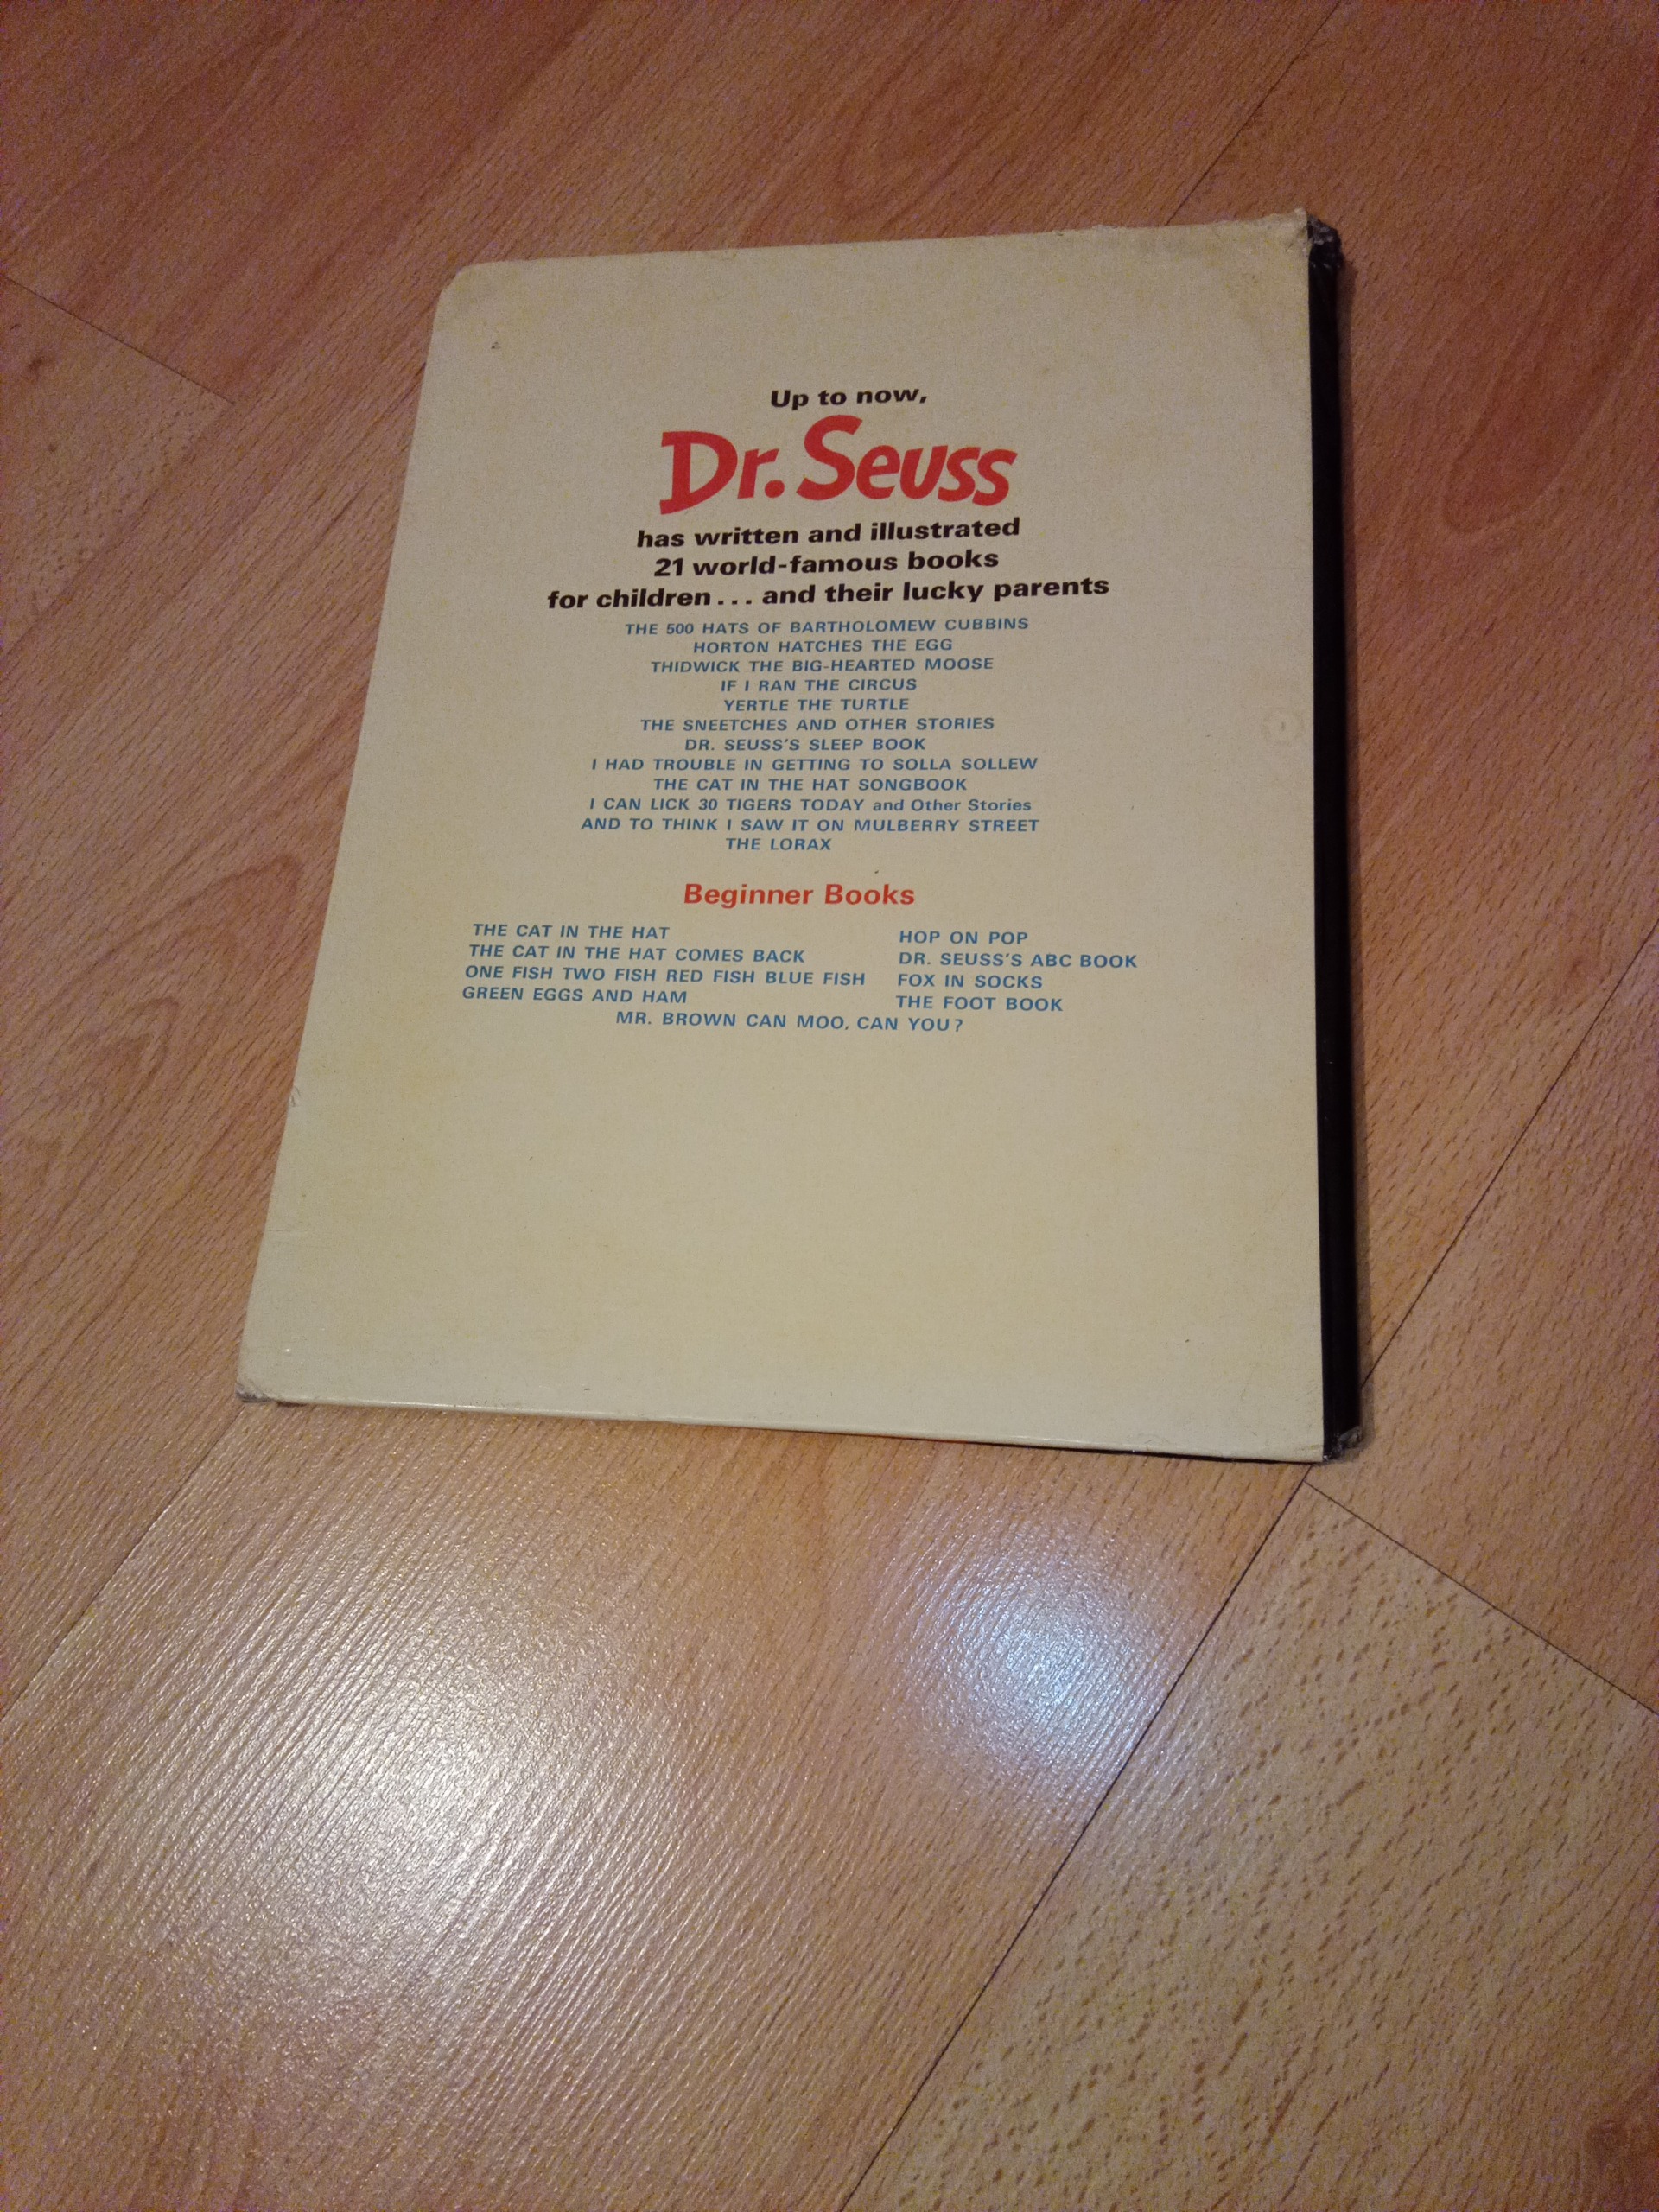 Up to now,
Dr. Seuss
has written and illustrated
21 world-famous books
for children... and their lucky parents
THE 500 HATS OF BARTHOLOMEW CUBBINS
HORTON HATCHES THE EGG
THIDWICK THE BIG-HEARTED MOOSE
IF I RAN THE CIRCUS
YERTLE THE TURTLE
THE SNEETCHES AND OTHER STORIES
DR. SEUSS'S SLEEP BOOK
I HAD TROUBLE IN GETTING TO SOLLA SOLLEW
THE CAT IN THE HAT SONGBOOK
I CAN LICK 30 TIGERS TODAY and Other Stories
AND TO THINK I SAW IT ON MULBERRY STREET
THE LORAX
Beginner Books
THE CAT IN THE HAT
THE CAT IN THE HAT COMES BACK
ONE FISH TWO FISH RED FISH BLUE FISH
GREEN EGGS AND HAM
HOP ON POP
DR. SEUSS'S ABC BOOK
FOX IN SOCKS
THE FOOT BOOK
MR. BROWN CAN MOO, CAN YOU?